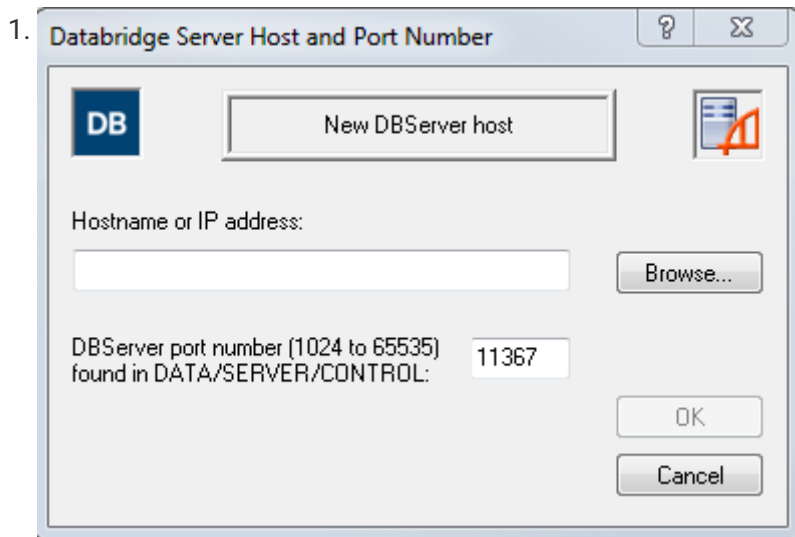 1.
Databridge Server Host and Port Number
DB
New DBServer host
Hostname or IP address:
Browse...
DBServer port number (1024 to 65535)
found in DATA/SERVER/CONTROL:
11367
OK
Cancel